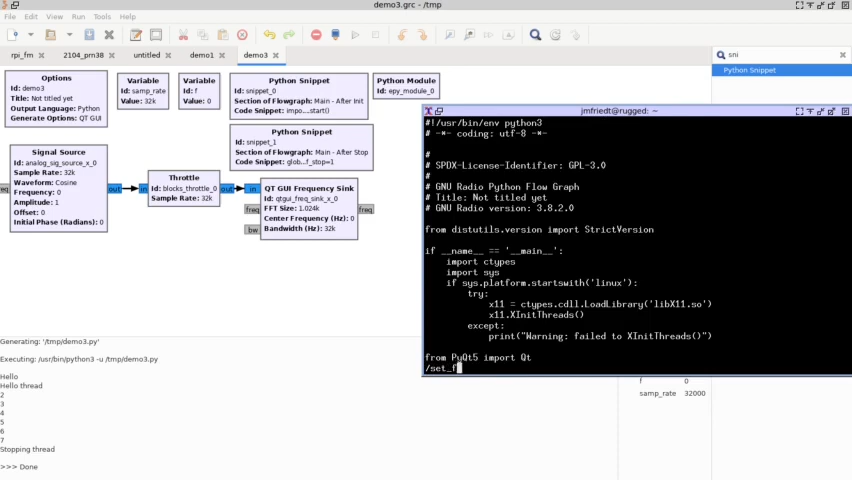 demo3.grc - /tmp
File Edit View Run Tools Help
rpi_fm 2104_pm38 untitled demo1 demo3
sni
Python Snippet
Options
Id: demo3
Title: Not titled yet
Output Language: Python
Generate Options: QT GUI
Variable
Id: samp_rate
Value: 32k
Variable
Id: f
Value: 0
Python Snippet
Id: snippet_0
Section of Flowgraph: Main - After Init
Code Snippet: impo....start()
Python Module
Id: epy_module_0
Python Snippet
Id: snippet_1
Section of Flowgraph: Main - After Stop
Code Snippet: glob...f_stop=1
Signal Source
Id: analog_sig_source_x_0
Sample Rate: 32k
Waveform: Cosine
Frequency: 0
Amplitude: 1
Offset: 0
Initial Phase (Radians): 0
out
in
Throttle
Id: blocks_throttle_0
Sample Rate: 32k
out
in
freq
bw
QT GUI Frequency Sink
Id: qtgui_freq_sink_x_0
FFT Size: 1.024k
Center Frequency (Hz): 0
Bandwidth (Hz): 32k
freq
jmfriedt@rugged: ~
#!/usr/bin/env python3
# -*- coding: utf-8 -*-
#
# SPDX-License-Identifier: GPL-3.0
#
# GNU Radio Python Flow Graph
# Title: Not titled yet
# GNU Radio version: 3.8.2.0
from distutils.version import StrictVersion
if __name__ == '__main__':
import ctypes
import sys
if sys.platform.startswith('linux'):
try:
x11 = ctypes.cdll.LoadLibrary('libX11.so')
x11.XInitThreads()
except:
print("Warning: failed to XInitThreads()")
from PyQt5 import Qt
/set_f
f 0
samp_rate 32000
Generating: '/tmp/demo3.py'
Executing: /usr/bin/python3 -u /tmp/demo3.py
Hello
Hello thread
2
3
4
5
6
7
Stopping thread
>>> Done